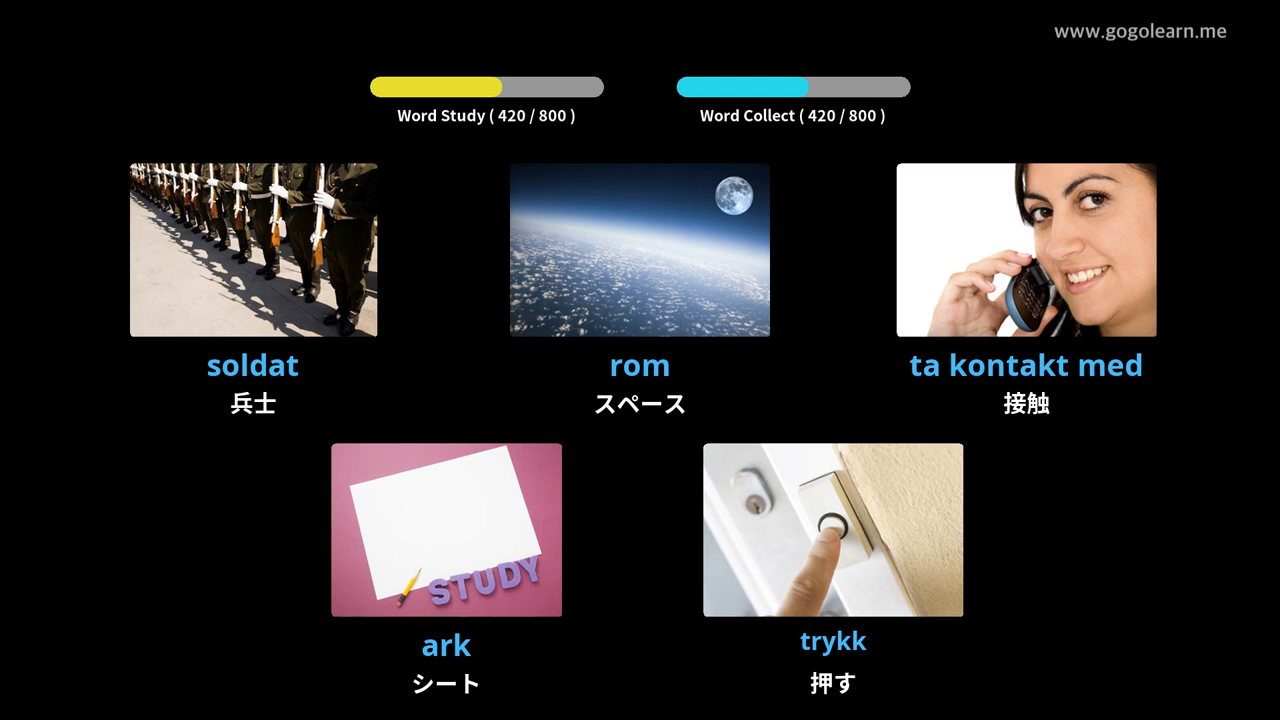 www.gogolearn.me
Word Study ( 420 / 800 )
Word Collect ( 420 / 800 )
soldat
兵士
rom
スペース
ta kontakt med
接触
STUDY
ark
シート
trykk
押す